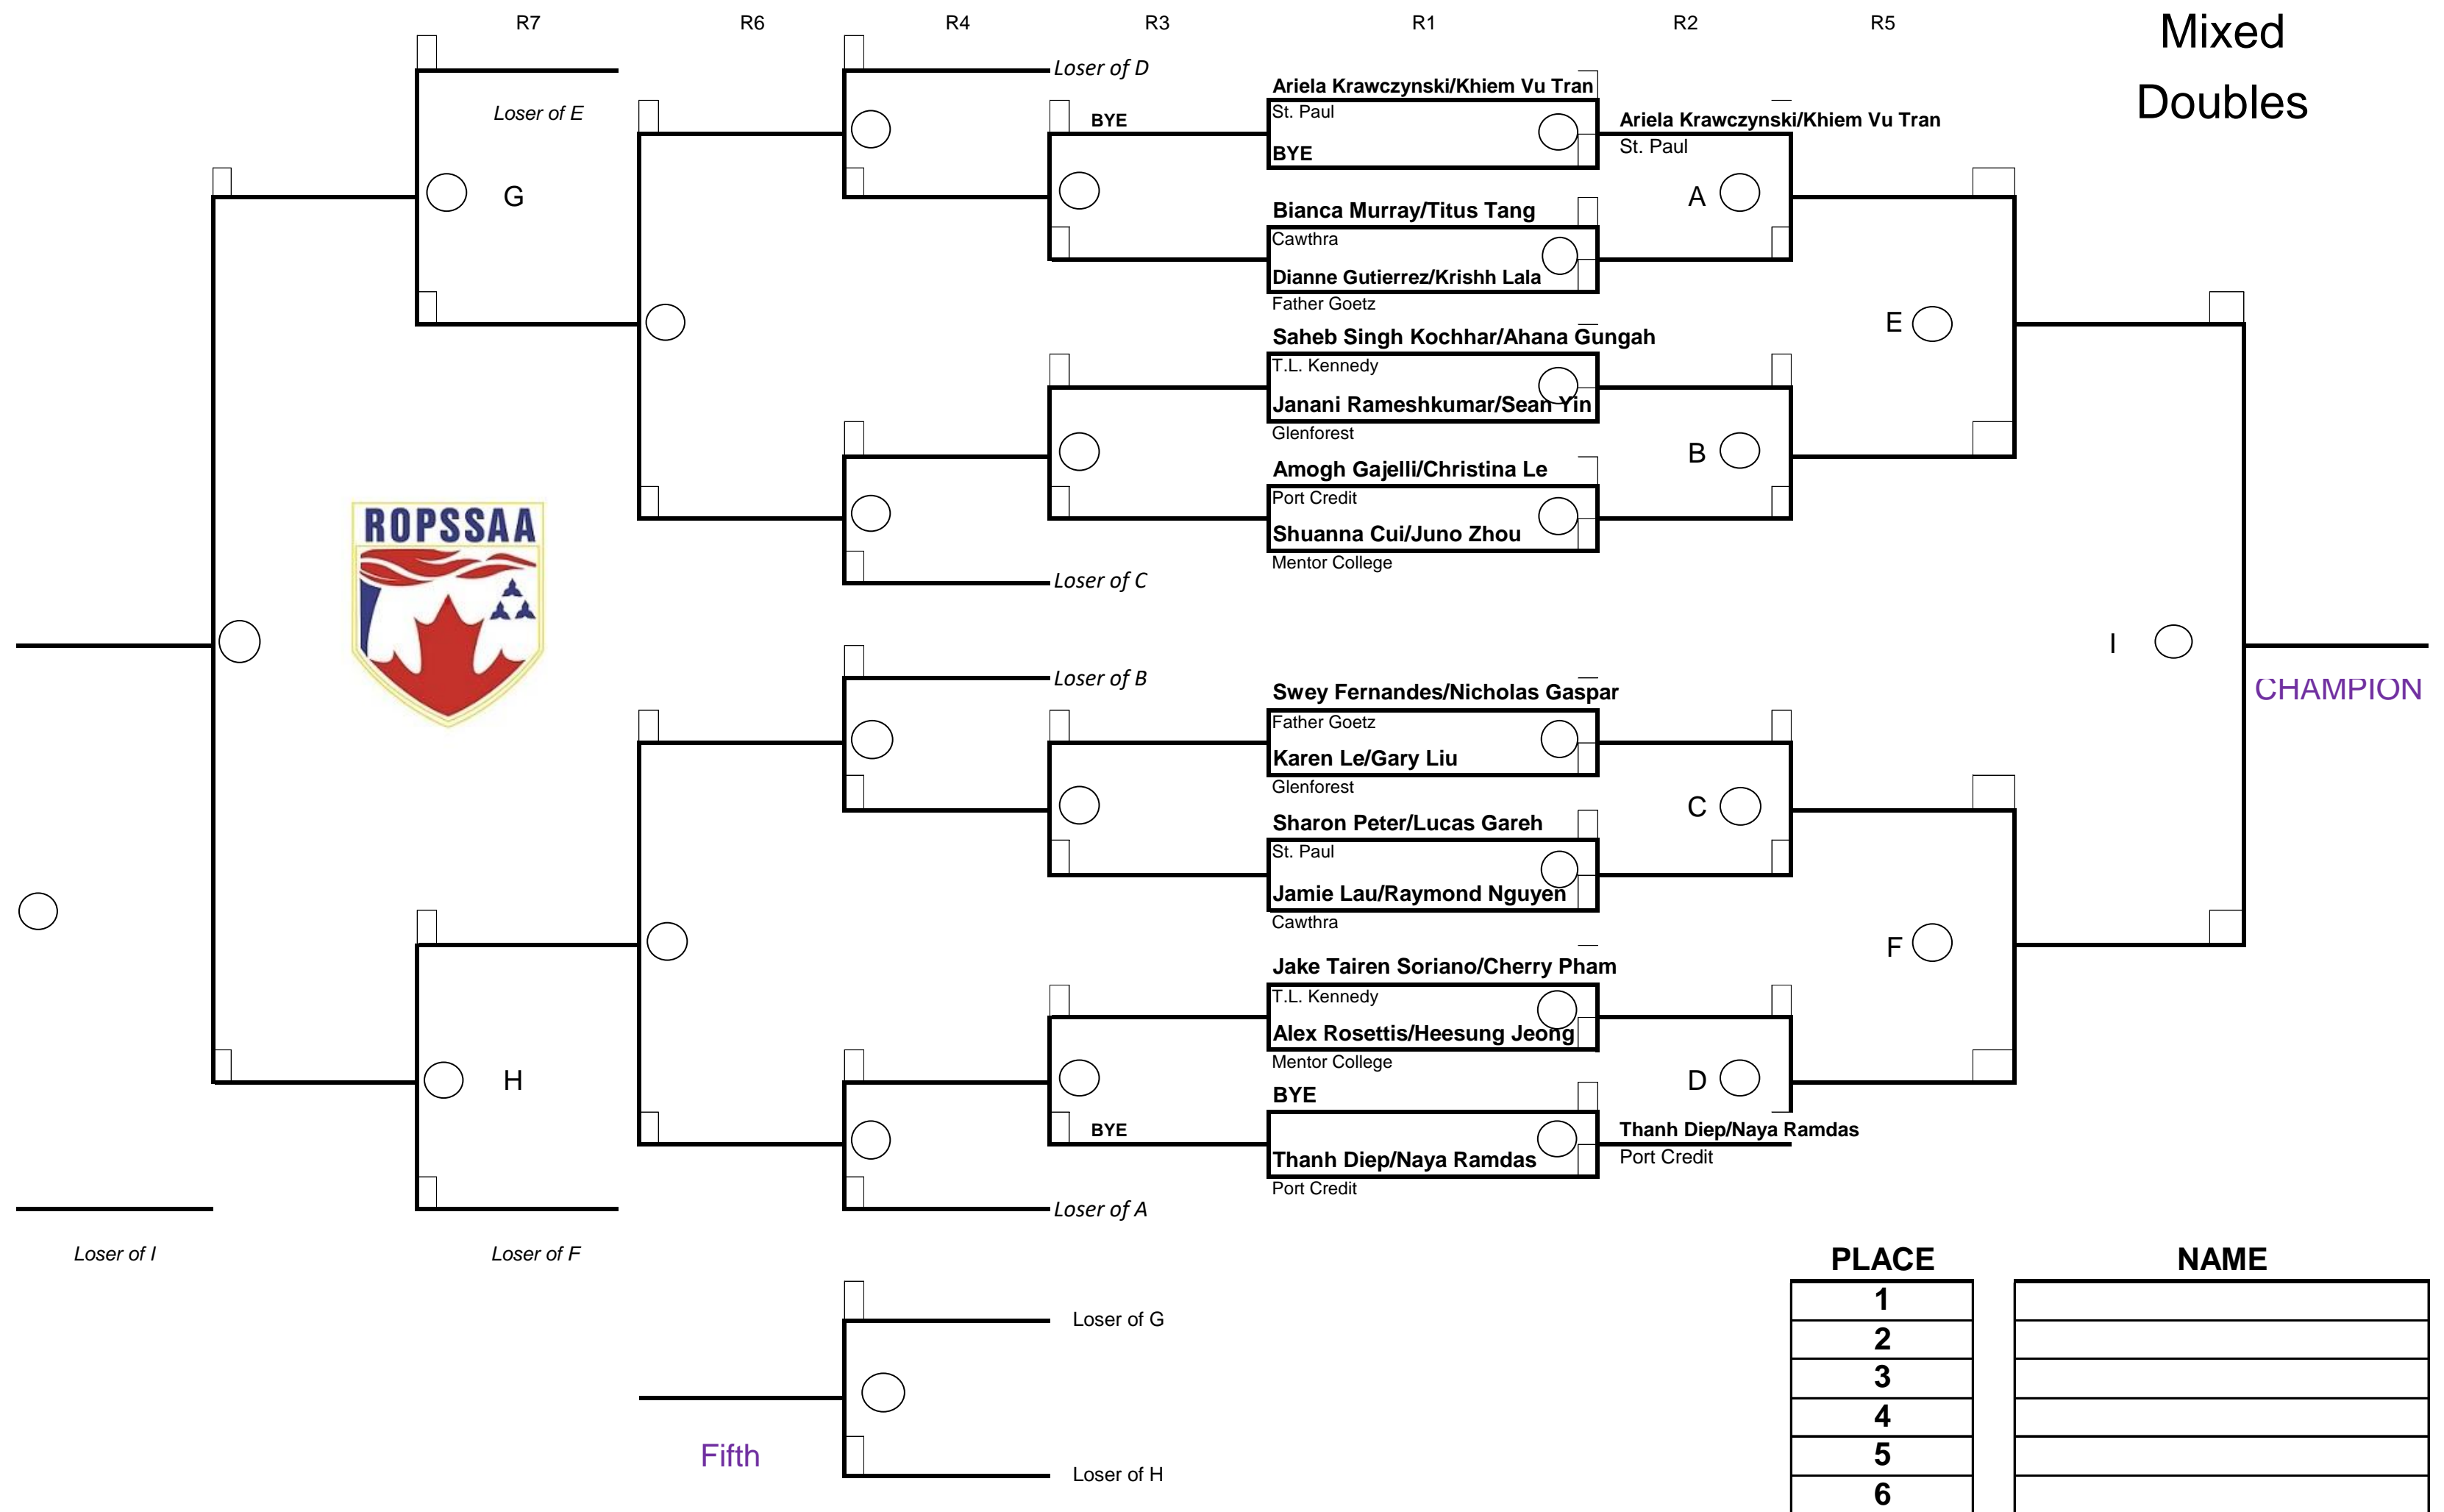 R7
R6
R4
R3
R1
R2
R5
Mixed
Doubles
Loser of D
Ariela Krawczynski/Khiem Vu Tran
Loser of E
BYE
St. Paul
Ariela Krawczynski/Khiem Vu Tran
St. Paul
BYE
G
A
Bianca Murray/Titus Tang
Cawthra
Dianne Gutierrez/Krishh Lala
Father Goetz
E
Saheb Singh Kochhar/Ahana Gungah
T.L. Kennedy
Janani Rameshkumar/Sean Yin
Glenforest
B
Amogh Gajelli/Christina Le
Port Credit
ROPSSAA
Shuanna Cui/Juno Zhou
Mentor College
Loser of C
I
Loser of B
Swey Fernandes/Nicholas Gaspar
CHAMPION
Father Goetz
Karen Le/Gary Liu
Glenforest
C
Sharon Peter/Lucas Gareh
St. Paul
Jamie Lau/Raymond Nguyen
Cawthra
F
Jake Tairen Soriano/Cherry Pham
T.L. Kennedy
Alex Rosettis/Heesung Jeong
Mentor College
H
D
BYE
BYE
Thanh Diep/Naya Ramdas
Port Credit
Thanh Diep/Naya Ramdas
Port Credit
Loser of A
Loser of I
Loser of F
PLACE
NAME
1
Loser of G
2
3
4
5
Fifth
Loser of H
6